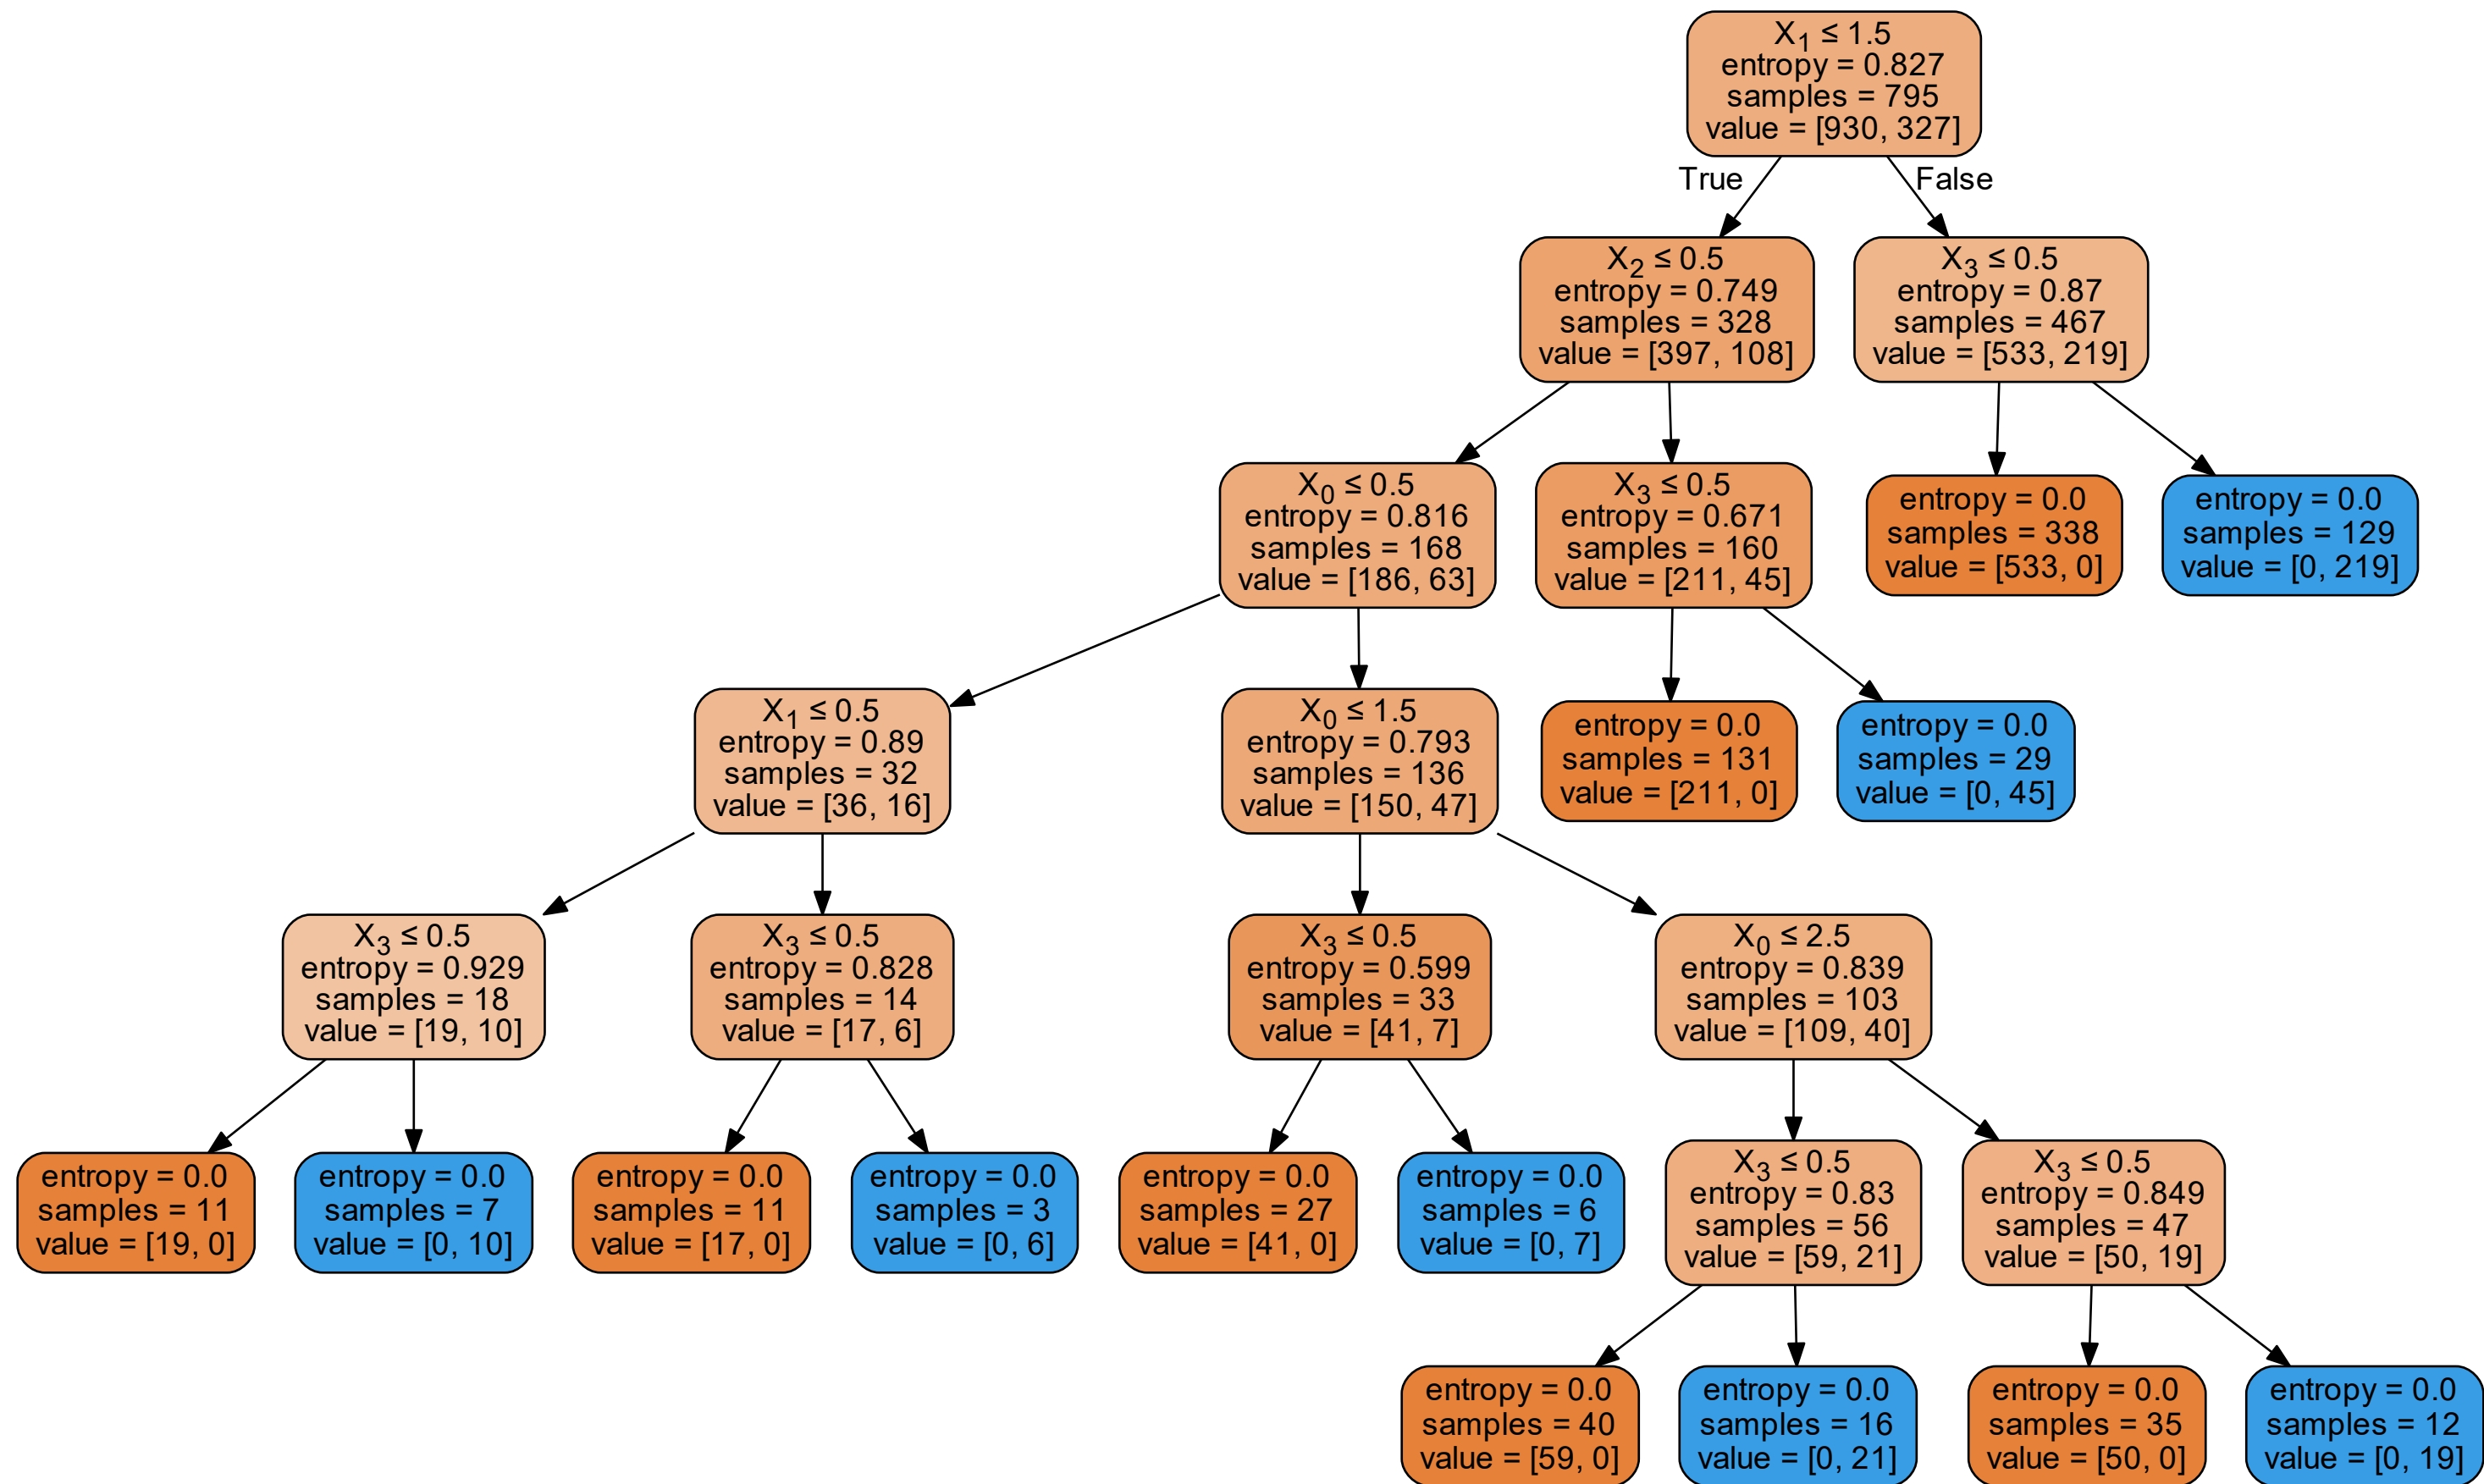 X1 ≤ 1.5
entropy = 0.827
samples = 795
value = [930, 327]
True
False
X2 ≤ 0.5
entropy = 0.749
samples = 328
value = [397, 108]
X3 ≤ 0.5
entropy = 0.87
samples = 467
value = [533, 219]
X0 ≤ 0.5
entropy = 0.816
samples = 168
value = [186, 63]
X3 ≤ 0.5
entropy = 0.671
samples = 160
value = [211, 45]
entropy = 0.0
samples = 338
value = [533, 0]
entropy = 0.0
samples = 129
value = [0, 219]
X1 ≤ 0.5
entropy = 0.89
samples = 32
value = [36, 16]
X0 ≤ 1.5
entropy = 0.793
samples = 136
value = [150, 47]
entropy = 0.0
samples = 131
value = [211, 0]
entropy = 0.0
samples = 29
value = [0, 45]
X3 ≤ 0.5
entropy = 0.929
samples = 18
value = [19, 10]
X3 ≤ 0.5
entropy = 0.828
samples = 14
value = [17, 6]
X3 ≤ 0.5
entropy = 0.599
samples = 33
value = [41, 7]
X0 ≤ 2.5
entropy = 0.839
samples = 103
value = [109, 40]
entropy = 0.0
samples = 11
value = [19, 0]
entropy = 0.0
samples = 7
value = [0, 10]
entropy = 0.0
samples = 11
value = [17, 0]
entropy = 0.0
samples = 3
value = [0, 6]
entropy = 0.0
samples = 27
value = [41, 0]
entropy = 0.0
samples = 6
value = [0, 7]
X3 ≤ 0.5
entropy = 0.83
samples = 56
value = [59, 21]
X3 ≤ 0.5
entropy = 0.849
samples = 47
value = [50, 19]
entropy = 0.0
samples = 40
value = [59, 0]
entropy = 0.0
samples = 16
value = [0, 21]
entropy = 0.0
samples = 35
value = [50, 0]
entropy = 0.0
samples = 12
value = [0, 19]